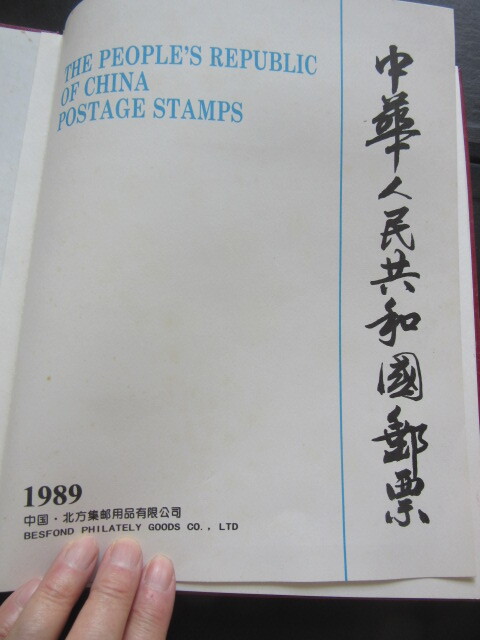 THE PEOPLE'S REPUBLIC
OF CHINA
POSTAGE STAMPS
中華人民共和國郵票
1989
中国·北方集邮用品有限公司
BESFOND PHILATELY GOODS CO., LTD